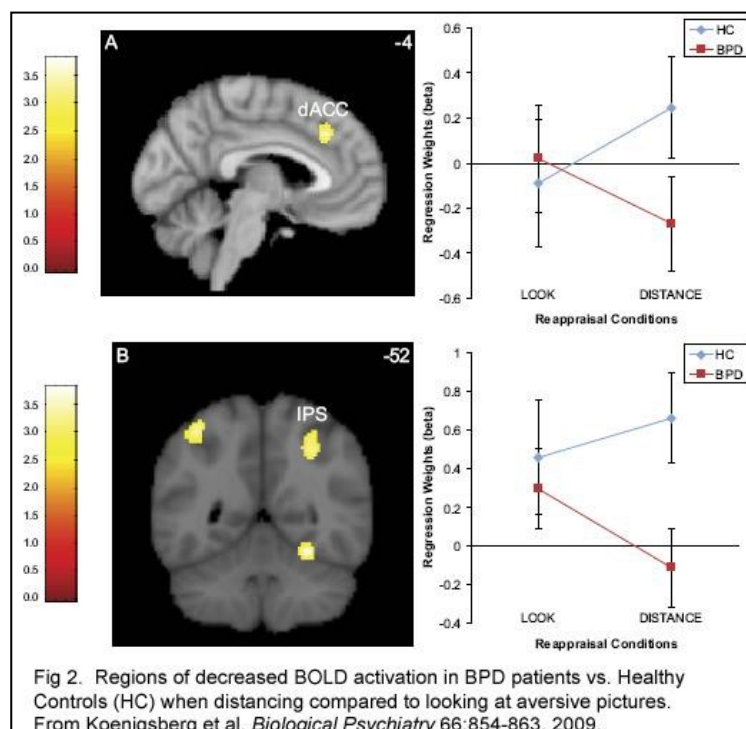 A
-4
dACC
3.5
3.0
2.5
2.0
1.5
1.0
0.5
0.0
HC
BPD
Regression Weights (beta)
0.6
0.4
0.2
0
-0.2
-0.4
-0.6
LOOK
DISTANCE
Reappraisal Conditions
B
-52
IPS
3.5
3.0
2.5
2.0
1.5
1.0
0.5
0.0
HC
BPD
Regression Weights (beta)
1
0.8
0.6
0.4
0.2
0
-0.2
-0.4
LOOK
DISTANCE
Reappraisal Conditions
Fig 2. Regions of decreased BOLD activation in BPD patients vs. Healthy
Controls (HC) when distancing compared to looking at aversive pictures.
From Koenigsberg et al. Biological Psychiatry 66:854-863, 2009.